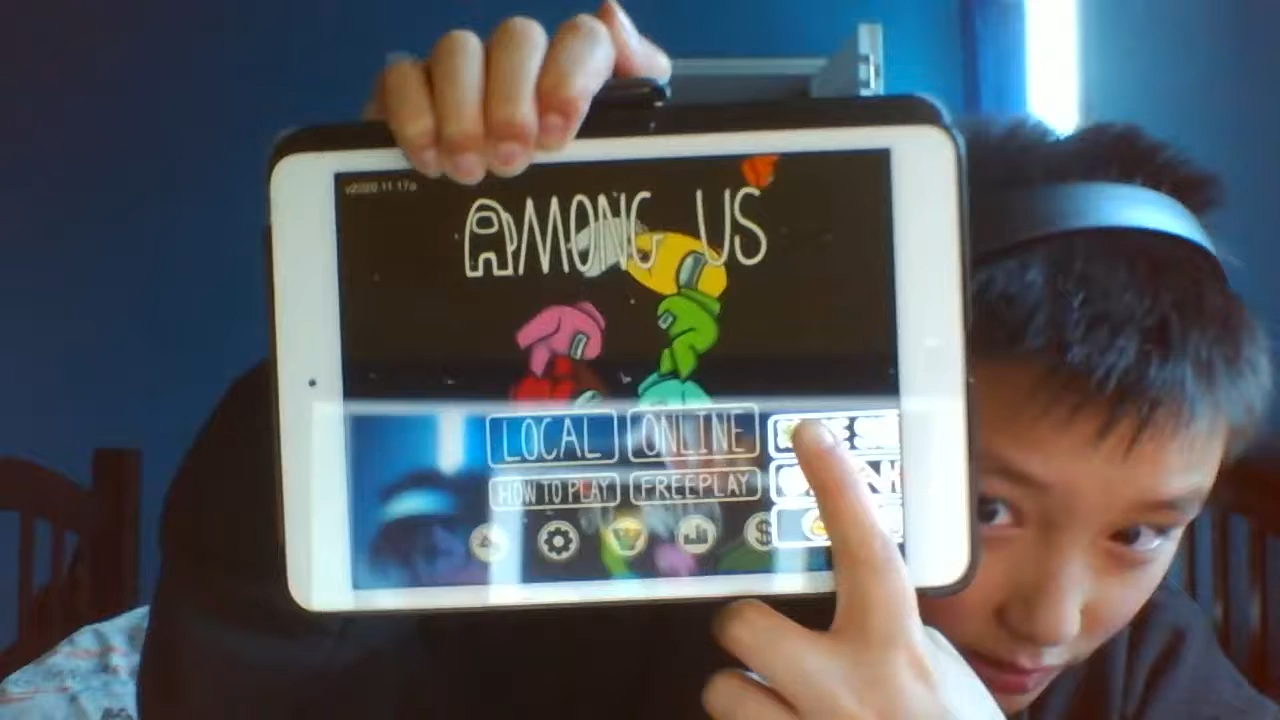 v2020.11.17a
AMONG US
LOCAL ONLINE
HOW TO PLAY FREEPLAY
$